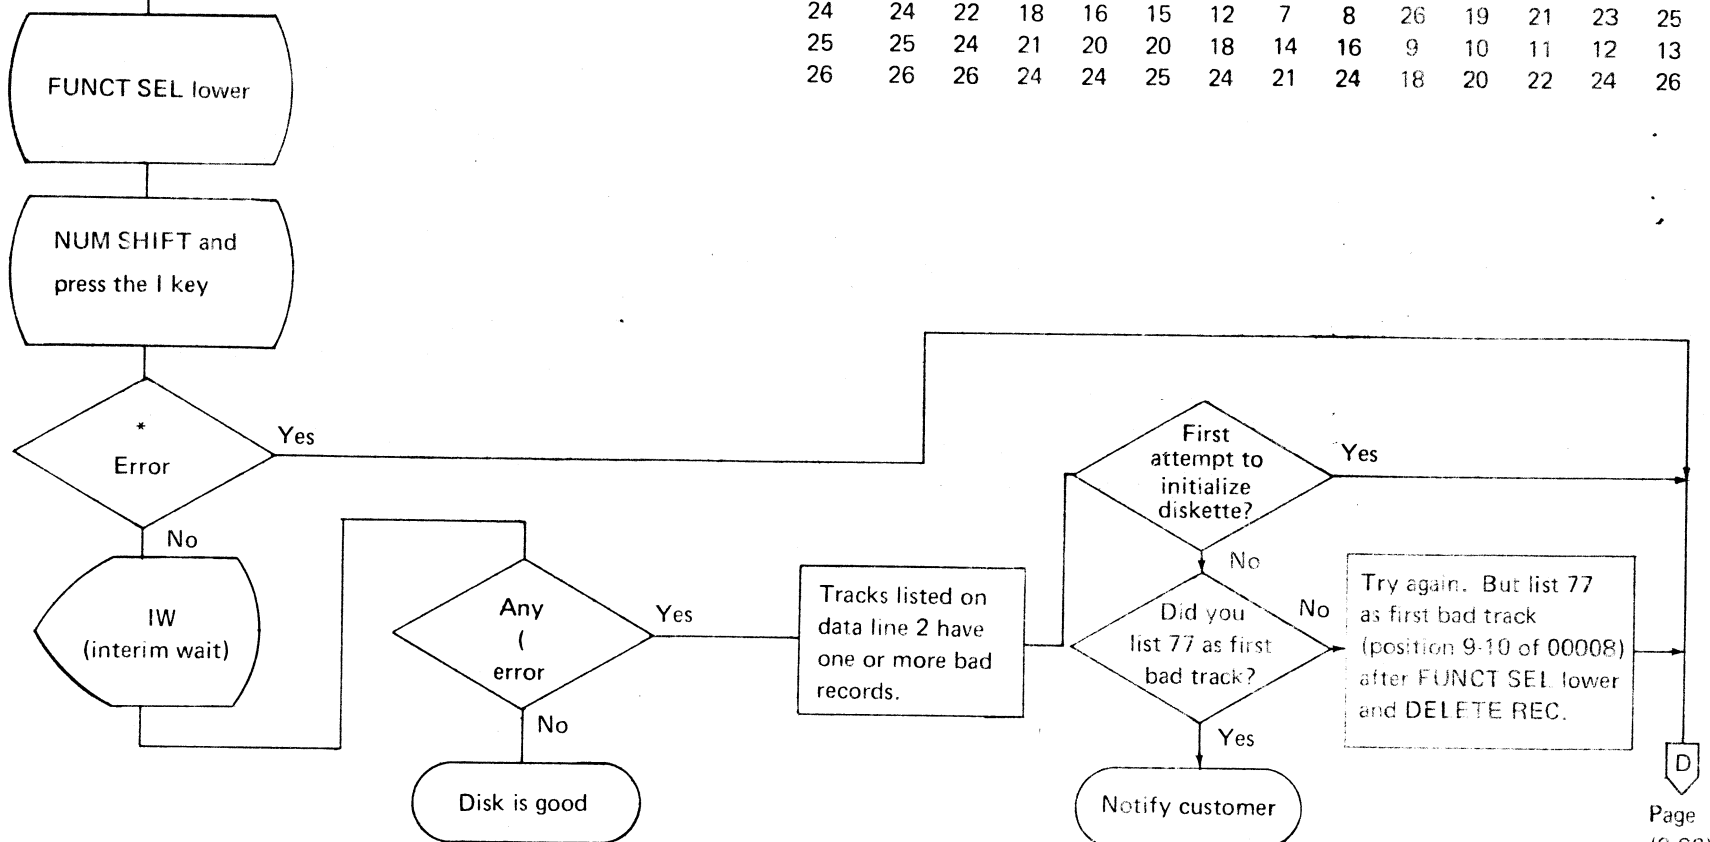 24 24 22 18 16 15 12 7 8 26 19 21 23 25
25 25 24 21 20 20 18 14 16 9 10 11 12 13
26 26 26 24 24 25 24 21 24 18 20 22 24 26
FUNCT SEL lower
NUM SHIFT and
press the I key
*
Error
Yes
No
IW
(interim wait)
Any
(
error
Yes
No
Disk is good
Tracks listed on
data line 2 have
one or more bad
records.
First
attempt to
initialize
diskette?
Yes
No
Did you
list 77 as first
bad track?
No
Yes
Try again. But list 77
as first bad track
(position 9-10 of 00008)
after FUNCT SEL lower
and DELETE REC.
Notify customer
D
Page